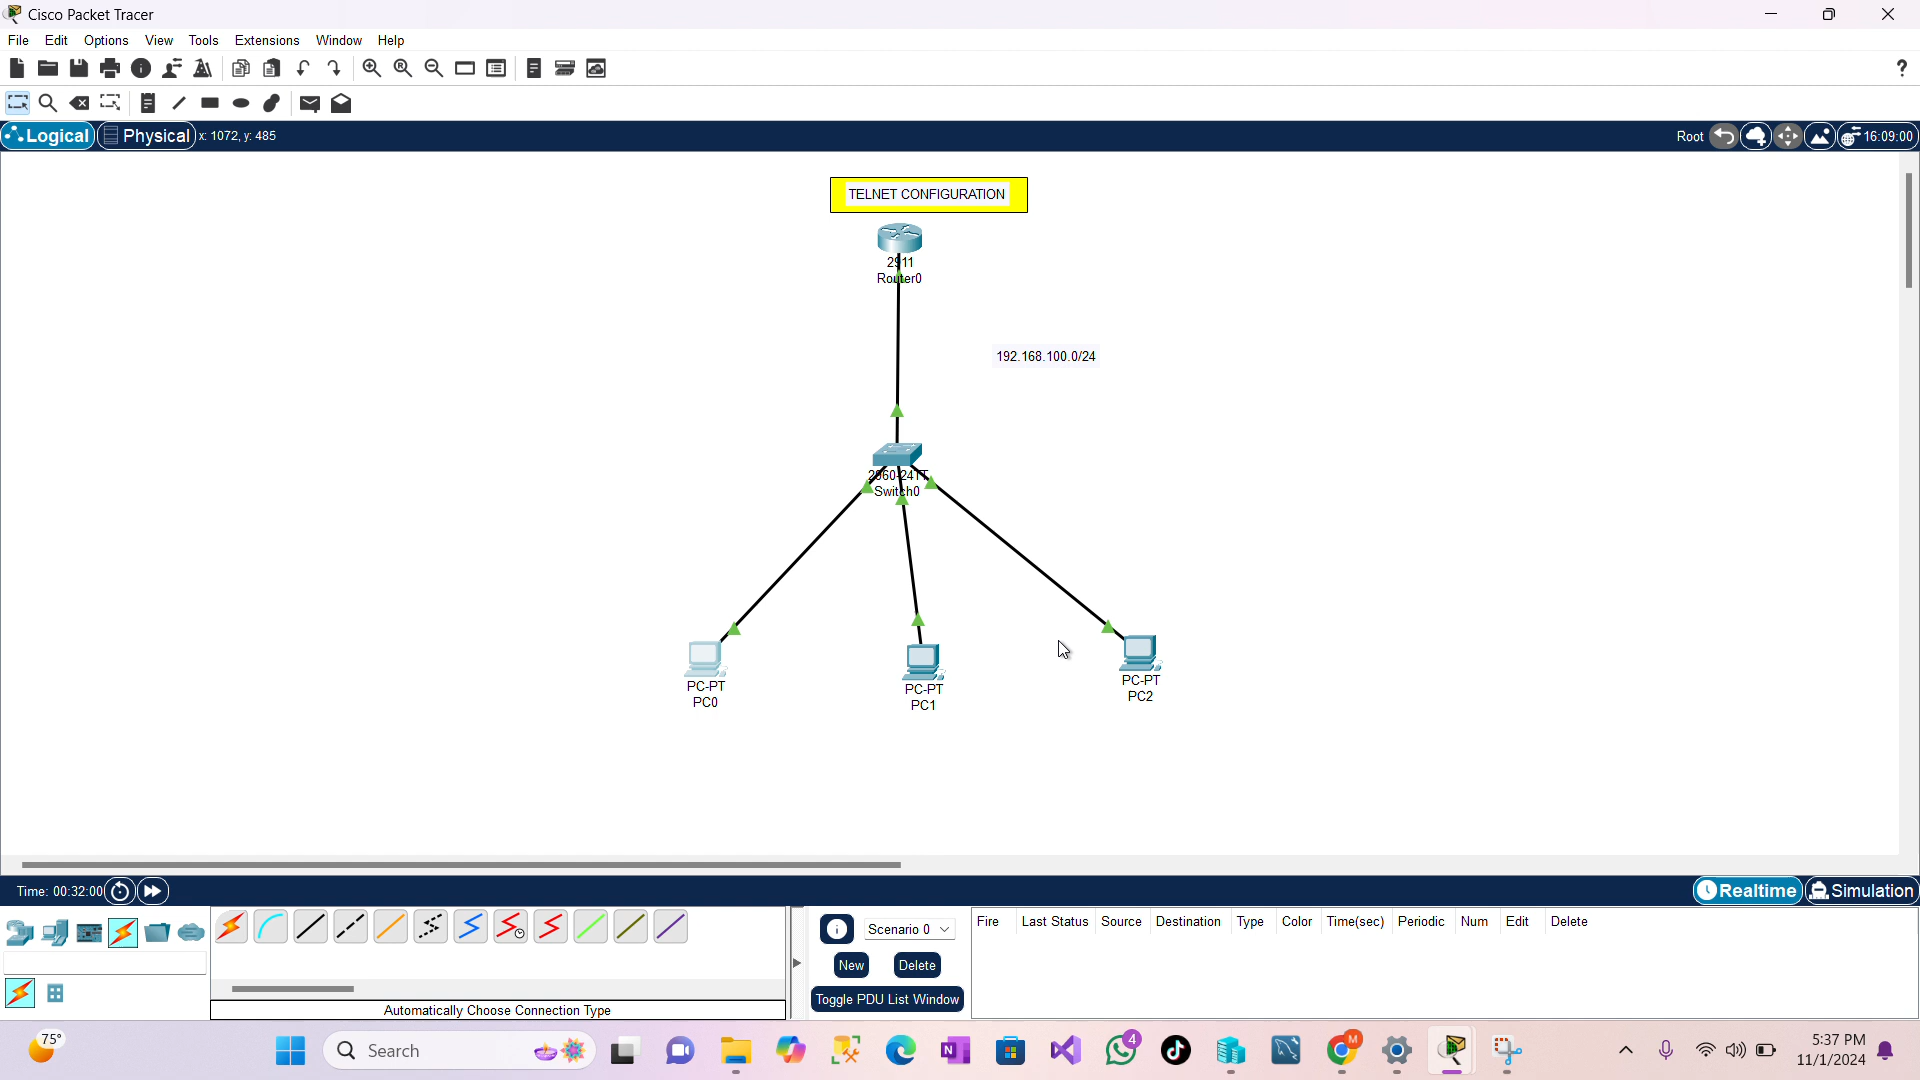 Cisco Packet Tracer
File Edit Options View Tools Extensions Window Help
?
Logical Physical x: 1072, y: 485 Root 16:09:00
TELNET CONFIGURATION
2911
Router0
192.168.100.0/24
2960-24TT
Switch0
PC-PT
PC0
PC-PT
PC1
PC-PT
PC2
Time: 00:32:00 Realtime Simulation
Scenario 0
New Delete
Toggle PDU List Window
Fire Last Status Source Destination Type Color Time(sec) Periodic Num Edit Delete
Automatically Choose Connection Type
75°
Search
4
M
5:37 PM
11/1/2024